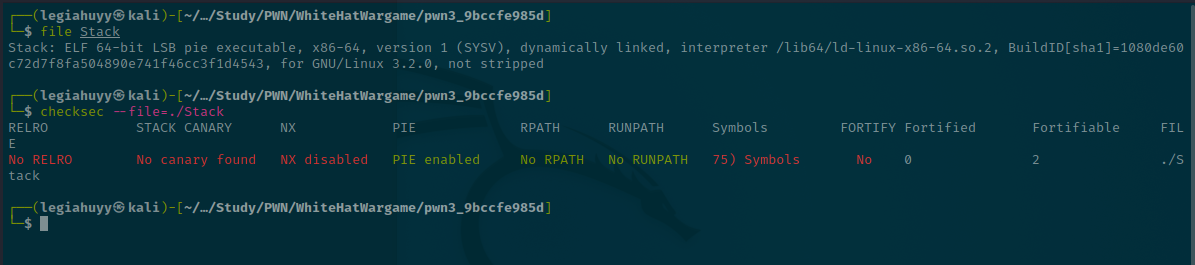 ┌──(legiahuyy㉿kali)-[~/…/Study/PWN/WhiteHatWargame/pwn3_9bccfe985d]
└─$ file Stack
Stack: ELF 64-bit LSB pie executable, x86-64, version 1 (SYSV), dynamically linked, interpreter /lib64/ld-linux-x86-64.so.2, BuildID[sha1]=1080de60
c72d7f8fa504890e741f46cc3f1d4543, for GNU/Linux 3.2.0, not stripped
┌──(legiahuyy㉿kali)-[~/…/Study/PWN/WhiteHatWargame/pwn3_9bccfe985d]
└─$ checksec --file=./Stack
RELRO STACK CANARY NX PIE RPATH RUNPATH Symbols FORTIFY Fortified Fortifiable FIL
E
No RELRO No canary found NX disabled PIE enabled No RPATH No RUNPATH 75) Symbols No 0 2 ./S
tack
┌──(legiahuyy㉿kali)-[~/…/Study/PWN/WhiteHatWargame/pwn3_9bccfe985d]
└─$